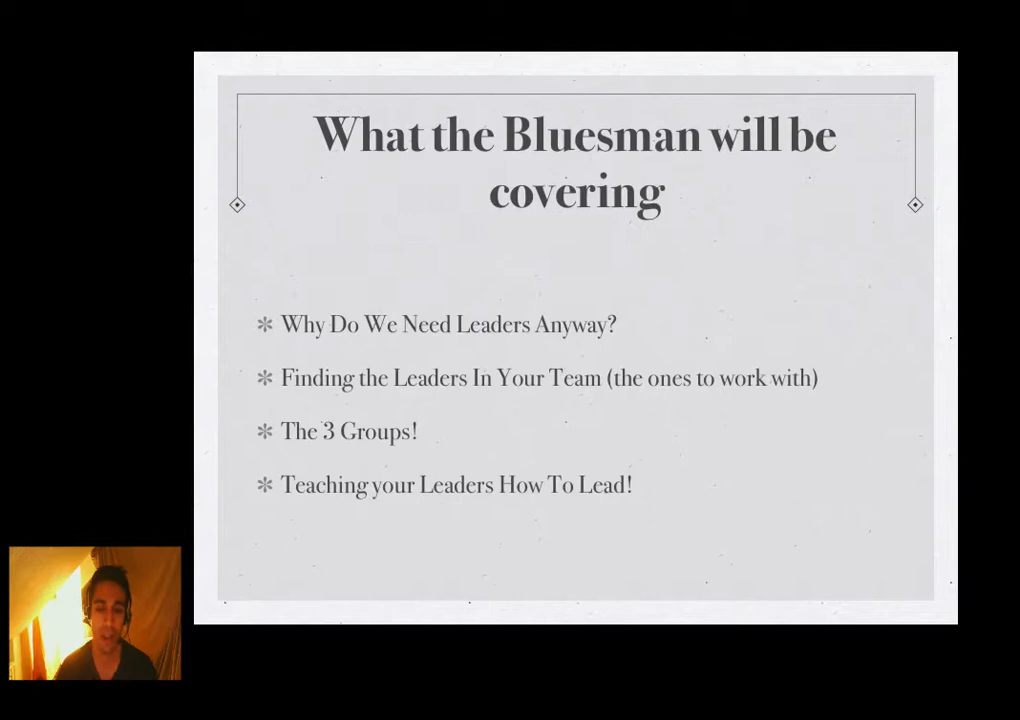 What the Bluesman will be
covering
Why Do We Need Leaders Anyway?
Finding the Leaders In Your Team (the ones to work with)
The 3 Groups!
Teaching your Leaders How To Lead!